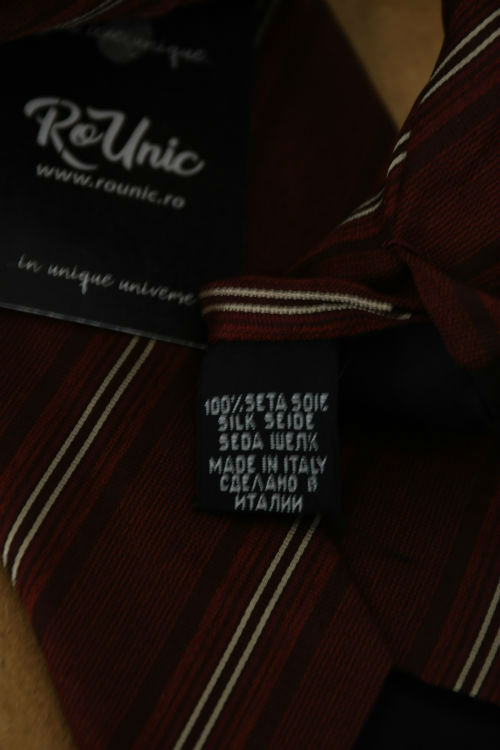 unique
RoUnic
www.rounic.ro
in unique universe
100% SETA SOIE
SILK SEIDE
SEDA ШЕЛК
MADE IN ITALY
СДЕЛАНО В
ИТАЛИИ